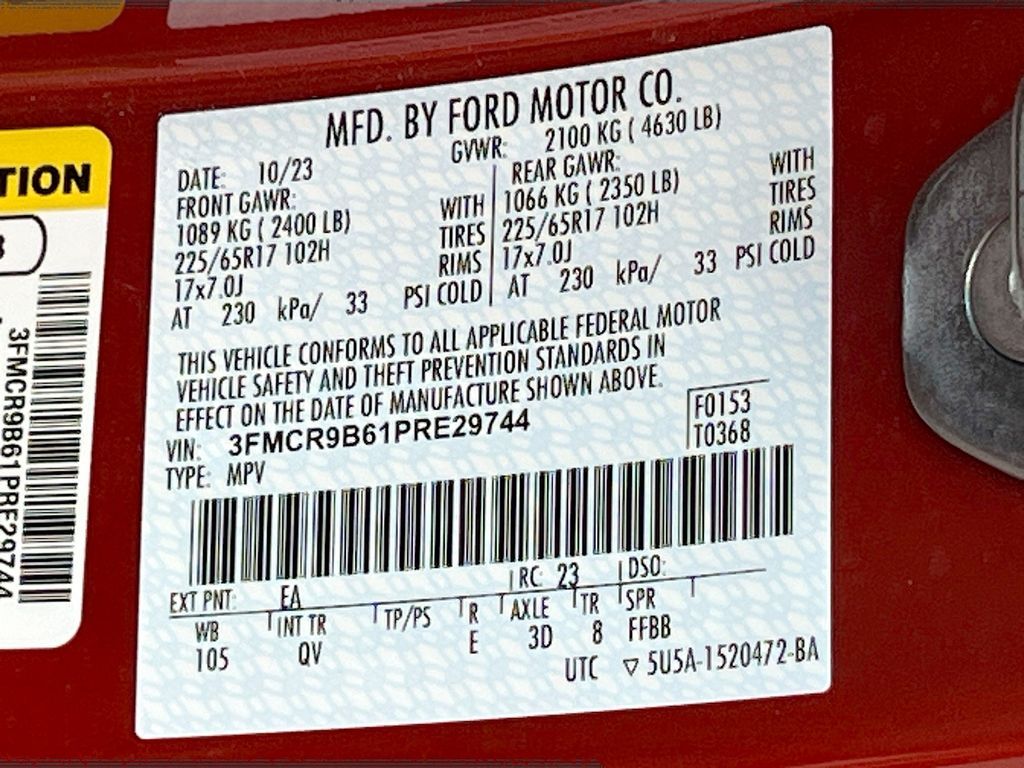 MFD. BY FORD MOTOR CO.
DATE: 10/23 GVWR: 2100 KG ( 4630 LB)
FRONT GAWR: REAR GAWR:
1089 KG ( 2400 LB) WITH 1066 KG ( 2350 LB) WITH
225/65R17 102H TIRES 225/65R17 102H TIRES
17x7.0J RIMS 17x7.0J RIMS
AT 230 kPa/ 33 PSI COLD AT 230 kPa/ 33 PSI COLD
THIS VEHICLE CONFORMS TO ALL APPLICABLE FEDERAL MOTOR
VEHICLE SAFETY AND THEFT PREVENTION STANDARDS IN
EFFECT ON THE DATE OF MANUFACTURE SHOWN ABOVE.
VIN: 3FMCR9B61PRE29744 F0153
TYPE: MPV T0368
EXT PNT: EA RC: 23 DSO:
WB INT TR TP/PS R AXLE TR SPR
105 QV E 3D 8 FFBB
UTC ▽ 5U5A-1520472-BA
TION
3FMCR9B61PRE29744